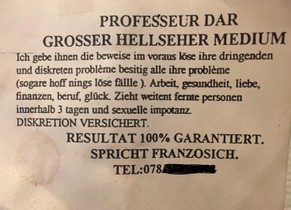 PROFESSEUR DAR
GROSSER HELLSEHER MEDIUM
Ich gebe ihnen die beweise im voraus löse ihre dringenden
und diskreten problème besitig alle ihre problème
(sogare hoff nings löse fällle ). Arbeit, gesundheit, liebe,
finanzen, beruf, glück. Zieht weitent fernte personen
innerhalb 3 tagen und sexuelle impotanz.
DISKRETION VERSICHERT.
RESULTAT 100% GARANTIERT.
SPRICHT FRANZOSICH.
TEL:078